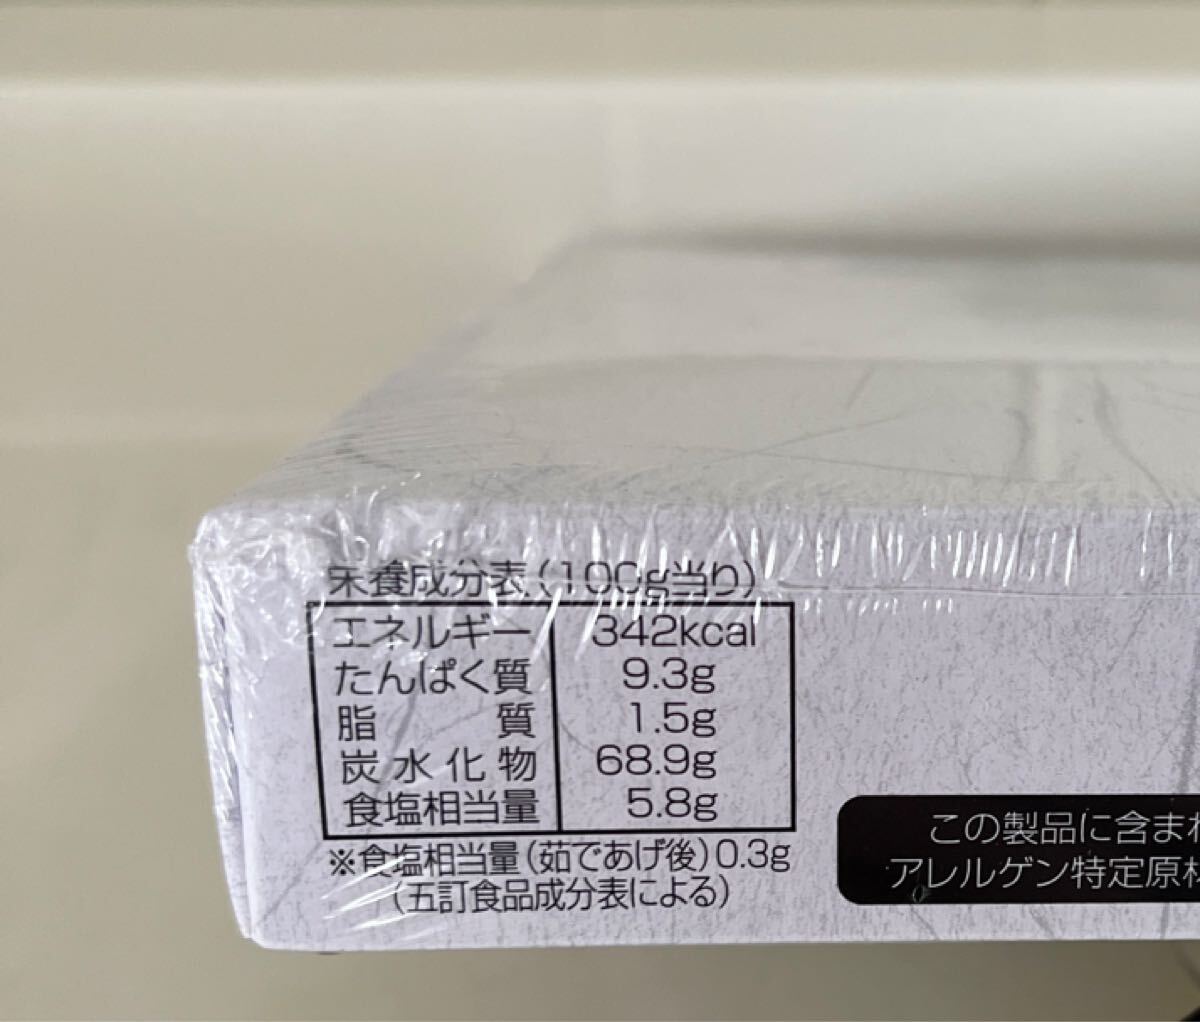 栄養成分表(100g当り)
エネルギー 342kcal
たんぱく質 9.3g
脂質 1.5g
炭水化物 68.9g
食塩相当量 5.8g
※食塩相当量(茹であげ後)0.3g
(五訂食品成分表による)
この製品に含まれ
アレルゲン特定原材